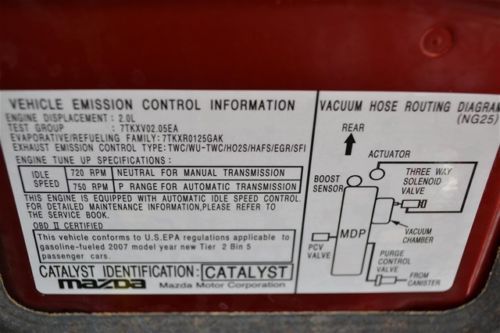 VEHICLE EMISSION CONTROL INFORMATION
ENGINE DISPLACEMENT : 2.0L
TEST GROUP : 7TKXV02.05EA
EVAPORATIVE/REFUELING FAMILY: 7TKXR0125GAK
EXHAUST EMISSION CONTROL TYPE: TWC/WU-TWC/HO2S/HAFS/EGR/SFI
ENGINE TUNE UP SPECIFICATIONS:
IDLE SPEED
720 RPM NEUTRAL FOR MANUAL TRANSMISSION
750 RPM P RANGE FOR AUTOMATIC TRANSMISSION
THIS ENGINE IS EQUIPPED WITH AUTOMATIC IDLE SPEED CONTROL.
FOR DETAILED MAINTENANCE INFORMATION, PLEASE REFER TO
THE SERVICE BOOK.
OBD II CERTIFIED
This vehicle conforms to U.S.EPA regulations applicable to
gasoline-fueled 2007 model year new Tier 2 Bin 5
passenger cars.
CATALYST IDENTIFICATION: CATALYST
mazda Mazda Motor Corporation
VACUUM HOSE ROUTING DIAGRAM
(NG25)
REAR
ACTUATOR
BOOST
SENSOR
THREE WAY
SOLENOID
VALVE
MDP
VACUUM
CHAMBER
PCV
VALVE
PURGE
CONTROL
VALVE
FROM
CANISTER